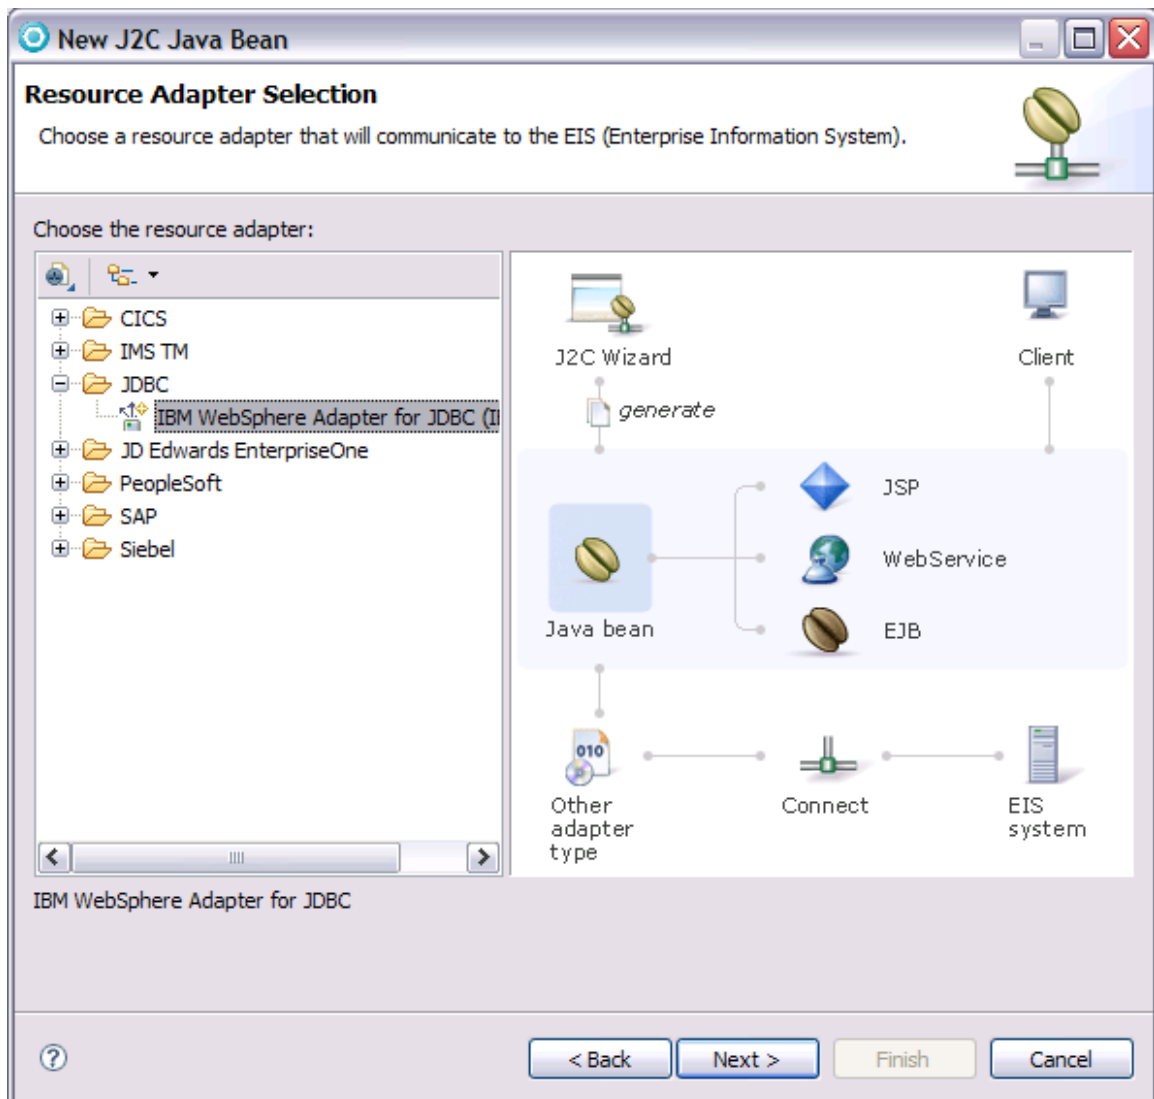 New J2C Java Bean
Resource Adapter Selection
Choose a resource adapter that will communicate to the EIS (Enterprise Information System).
Choose the resource adapter:
CICS
IMS TM
JDBC
IBM WebSphere Adapter for JDBC (I
JD Edwards EnterpriseOne
PeopleSoft
SAP
Siebel
J2C Wizard
Client
generate
JSP
WebService
Java bean
EJB
010
Other
adapter
type
Connect
EIS
system
IBM WebSphere Adapter for JDBC
?
< Back
Next >
Finish
Cancel